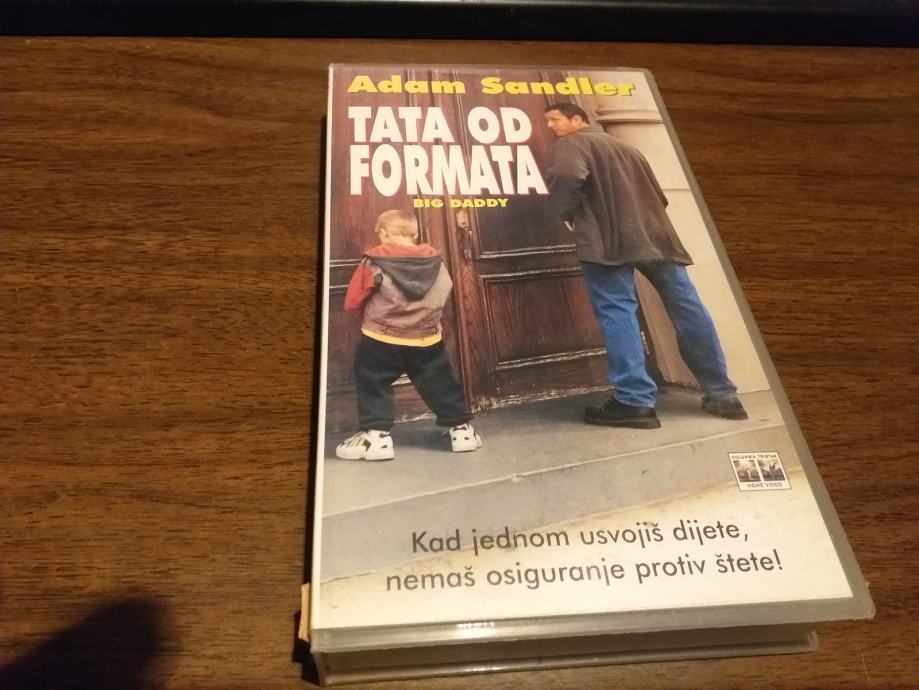 Adam Sandler
TATA OD
FORMATA
BIG DADDY
COLUMBIA TRISTAR
HOME VIDEO
Kad jednom usvojiš dijete,
nemaš osiguranje protiv štete!